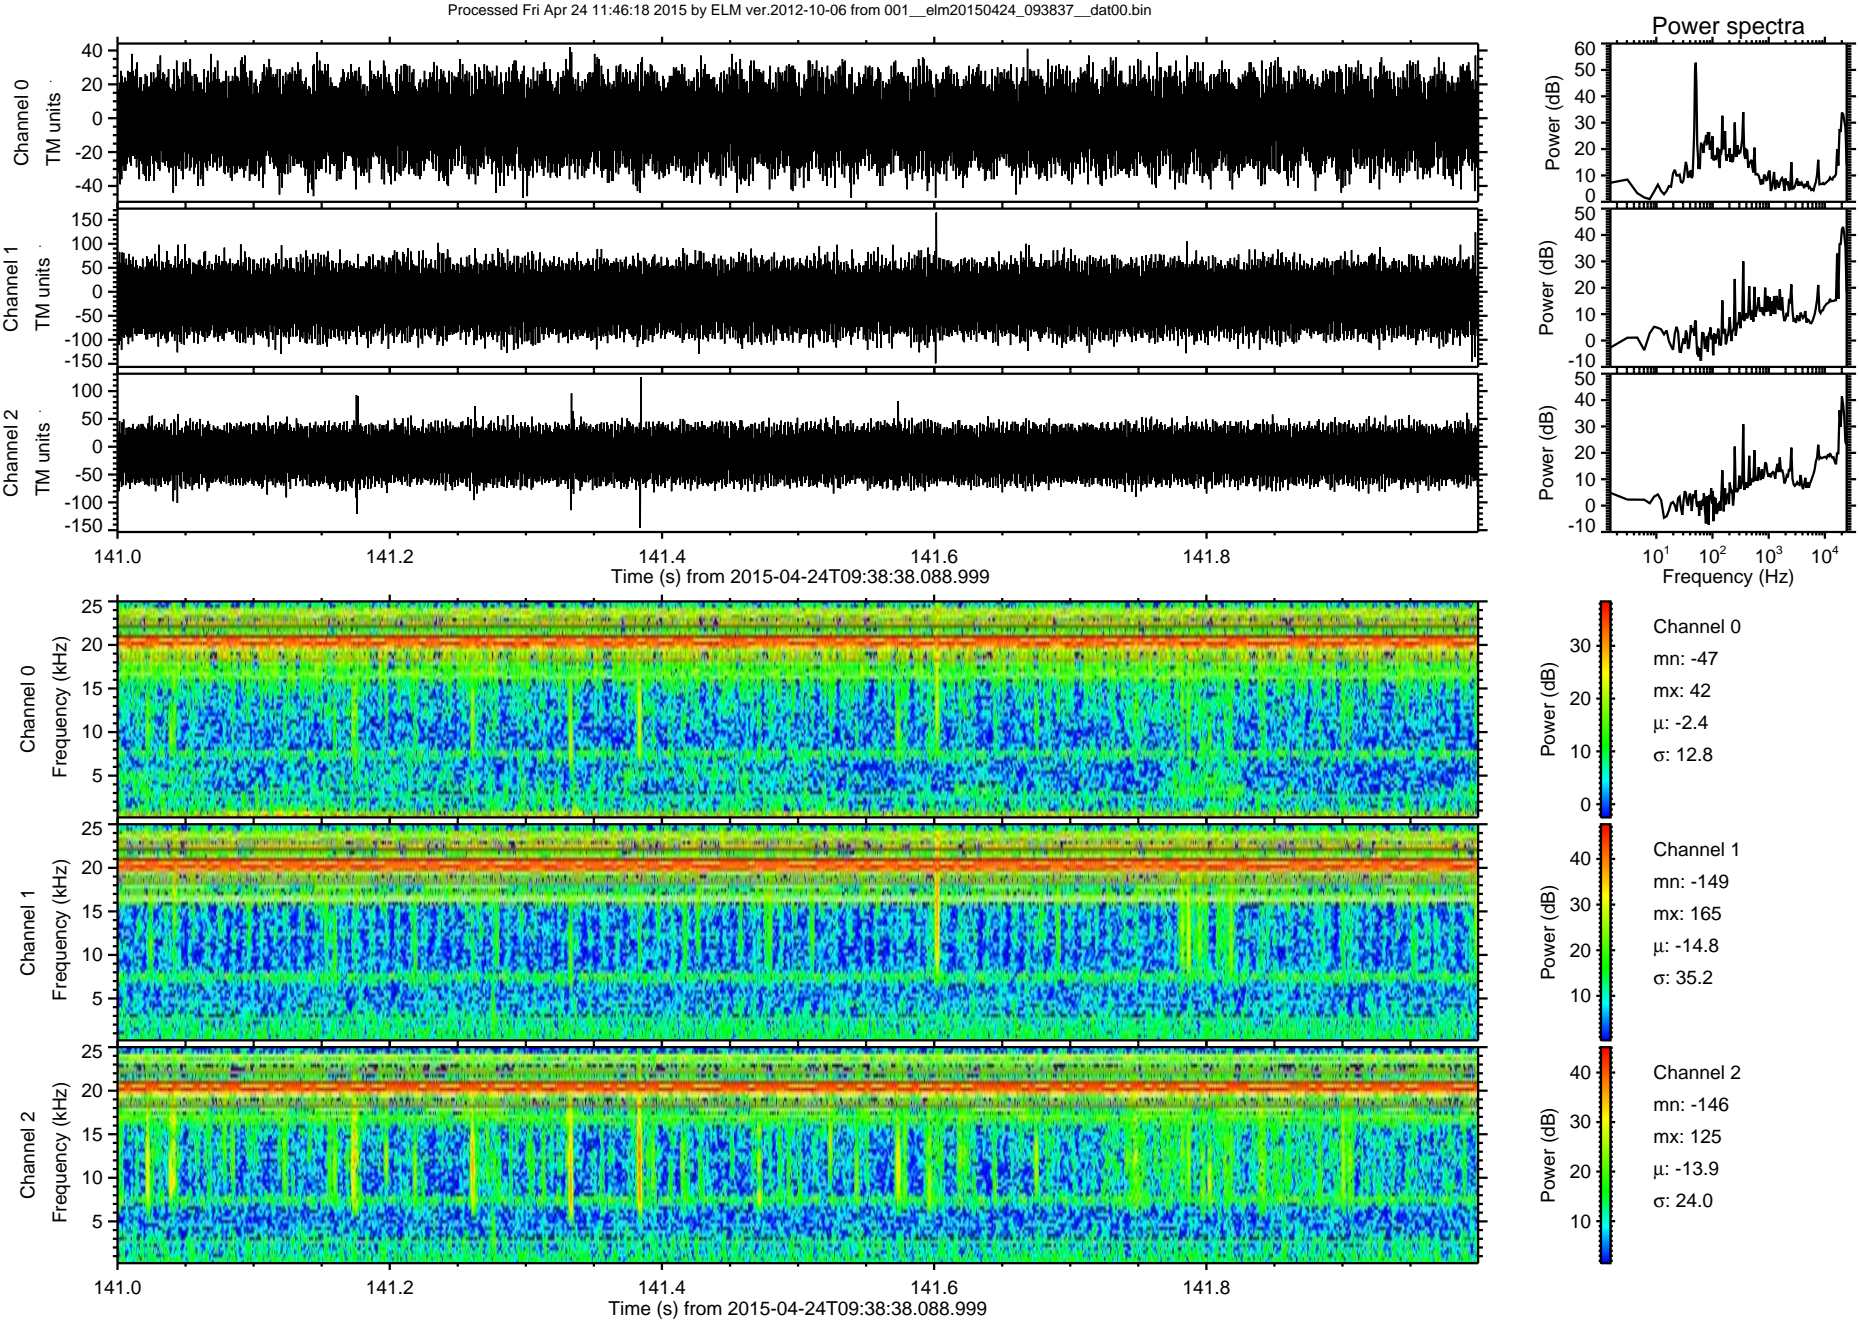 Processed Fri Apr 24 11:46:18 2015 by ELM ver.2012-10-06 from 001__elm20150424_093837__dat00.bin
Power spectra
Channel 0
TM units
40
20
0
-20
-40
Power (dB)
60
50
40
30
20
10
0
Channel 1
TM units
150
100
50
0
-50
-100
-150
Power (dB)
50
40
30
20
10
0
-10
Channel 2
TM units
100
50
0
-50
-100
-150
Power (dB)
50
40
30
20
10
0
-10
141.0 141.2 141.4 141.6 141.8
Time (s) from 2015-04-24T09:38:38.088.999
10¹ 10² 10³ 10⁴
Frequency (Hz)
Channel 0
Frequency (kHz)
25
20
15
10
5
Power (dB)
30
20
10
0
Channel 0
mn: -47
mx: 42
μ: -2.4
σ: 12.8
Channel 1
Frequency (kHz)
25
20
15
10
5
Power (dB)
40
30
20
10
Channel 1
mn: -149
mx: 165
μ: -14.8
σ: 35.2
Channel 2
Frequency (kHz)
25
20
15
10
5
Power (dB)
40
30
20
10
Channel 2
mn: -146
mx: 125
μ: -13.9
σ: 24.0
141.0 141.2 141.4 141.6 141.8
Time (s) from 2015-04-24T09:38:38.088.999